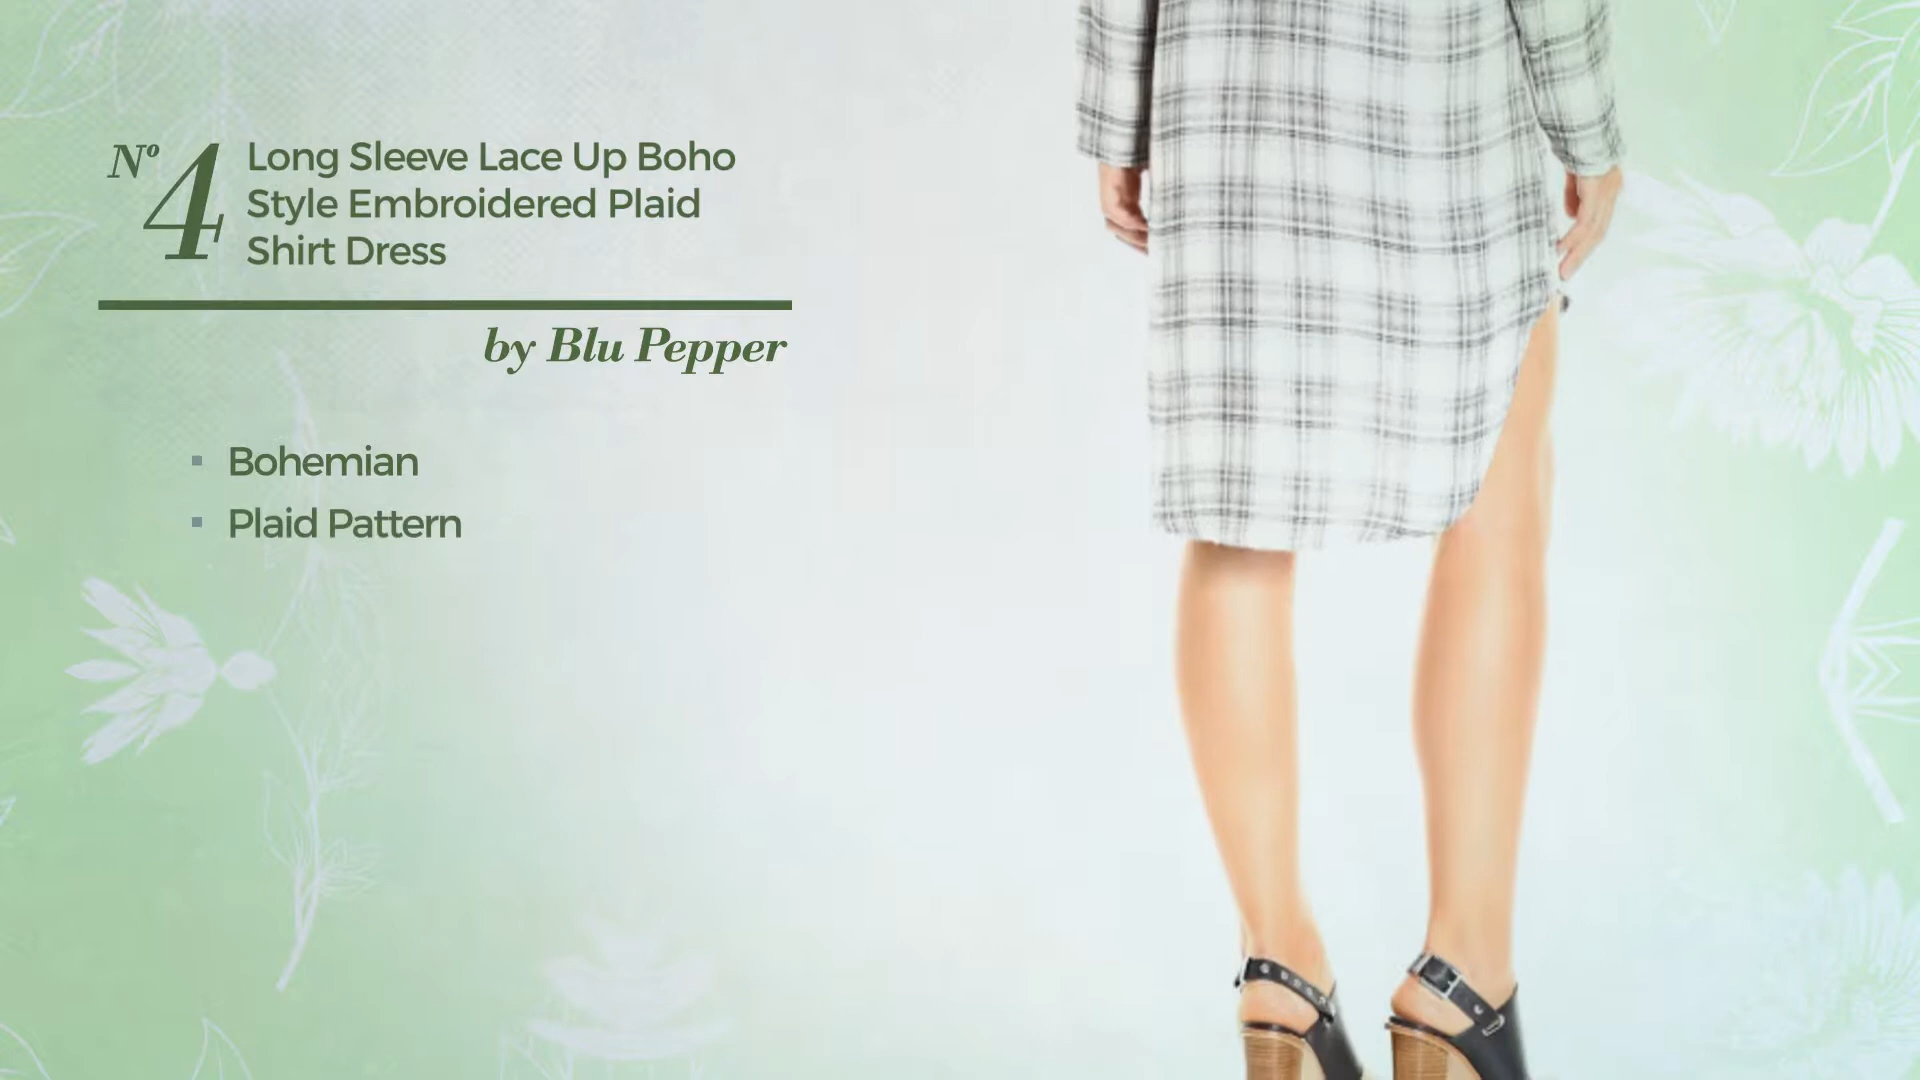 Nº 4 Long Sleeve Lace Up Boho
Style Embroidered Plaid
Shirt Dress
by Blu Pepper
▪ Bohemian
▪ Plaid Pattern